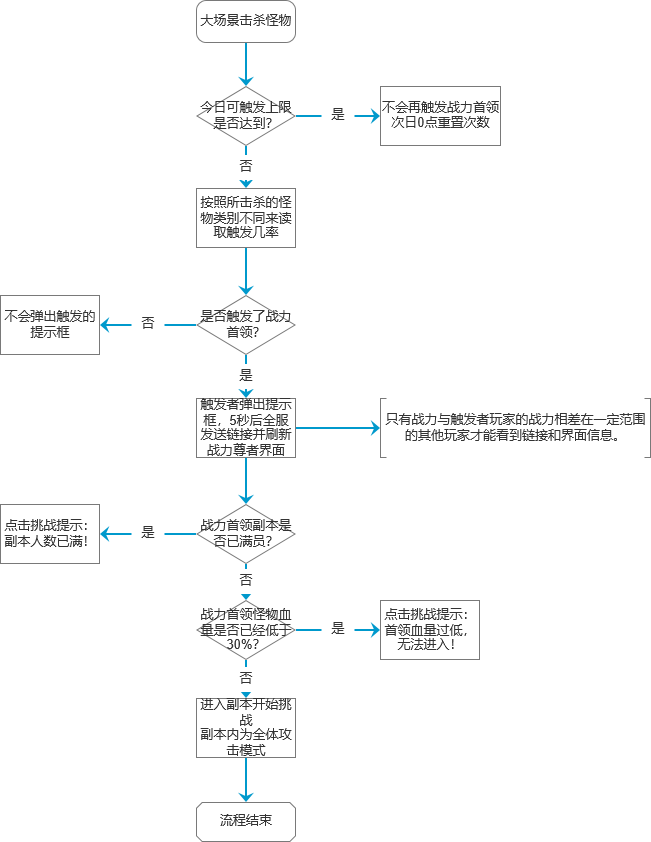 大场景击杀怪物
今日可触发上限
是否达到?
是
不会再触发战力首领
次日0点重置次数
否
按照所击杀的怪
物类别不同来读
取触发几率
是否触发了战力
首领?
否
不会弹出触发的
提示框
是
触发者弹出提示
框，5秒后全服
发送链接并刷新
战力尊者界面
只有战力与触发者玩家的战力相差在一定范围
的其他玩家才能看到链接和界面信息。
战力首领副本是
否已满员?
是
点击挑战提示:
副本人数已满!
否
战力首领怪物血
量是否已经低于
30%?
是
点击挑战提示:
首领血量过低,
无法进入!
否
进入副本开始挑
战
副本内为全体攻
击模式
流程结束